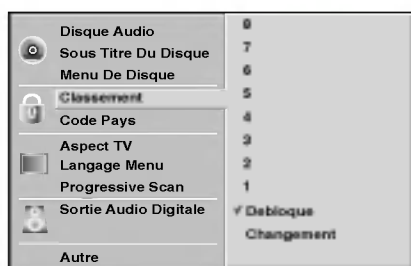 Disque Audio
Sous Titre Du Disque
Menu De Disque
Classement
Code Pays
Aspect TV
Langage Menu
Progressive Scan
Sortie Audio Digitale
Autre
8
7
6
5
4
3
2
1
√ Debloque
Changement